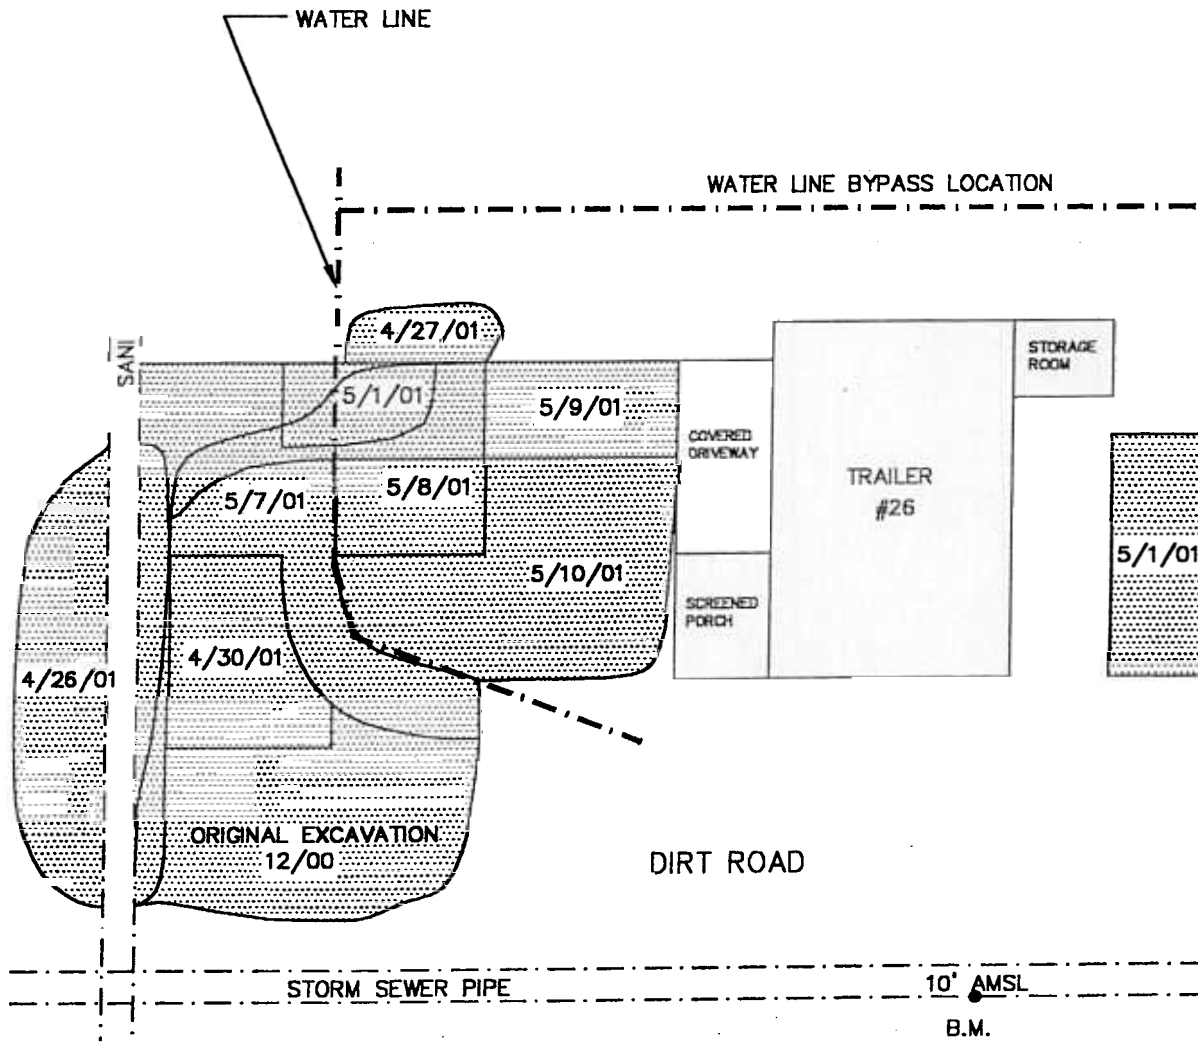 WATER LINE
WATER LINE BYPASS LOCATION
4/27/01
SANI
STORAGE
ROOM
5/1/01
5/9/01
COVERED
DRIVEWAY
TRAILER
#26
5/7/01
5/8/01
5/1/01
5/10/01
SCREENED
PORCH
4/30/01
4/26/01
ORIGINAL EXCAVATION
12/00
DIRT ROAD
STORM SEWER PIPE
10' AMSL
B.M.